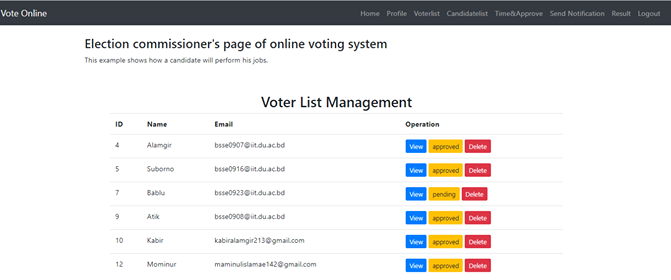 Vote Online Home Profile Voterlist Candidatelist Time&Approve Send Notification Result Logout
Election commissioner's page of online voting system
This example shows how a candidate will perform his jobs.
Voter List Management
ID Name Email Operation
4 Alamgir bsse0907@iit.du.ac.bd View approved Delete
5 Suborno bsse0916@iit.du.ac.bd View approved Delete
7 Bablu bsse0923@iit.du.ac.bd View pending Delete
9 Atik bsse0908@iit.du.ac.bd View approved Delete
10 Kabir kabiralamgir213@gmail.com View approved Delete
12 Mominur maminulislamae142@gmail.com View approved Delete